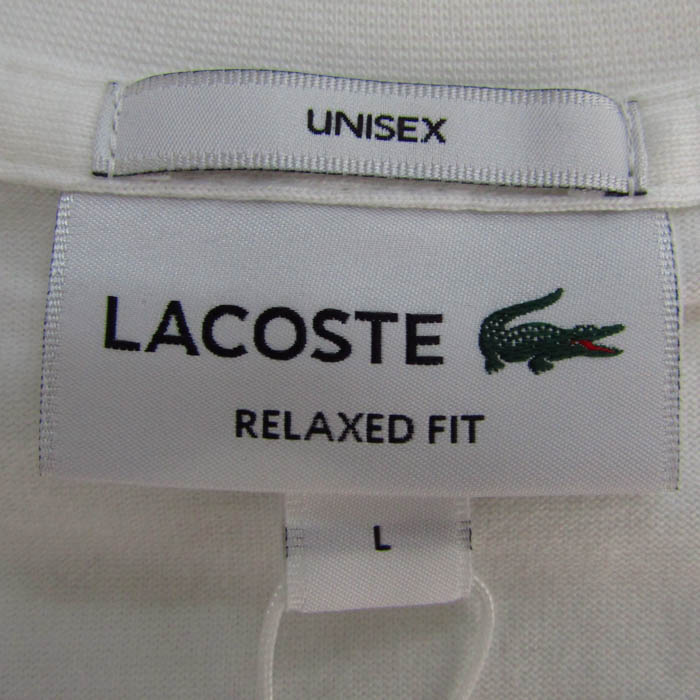 UNISEX
LACOSTE
RELAXED FIT
L